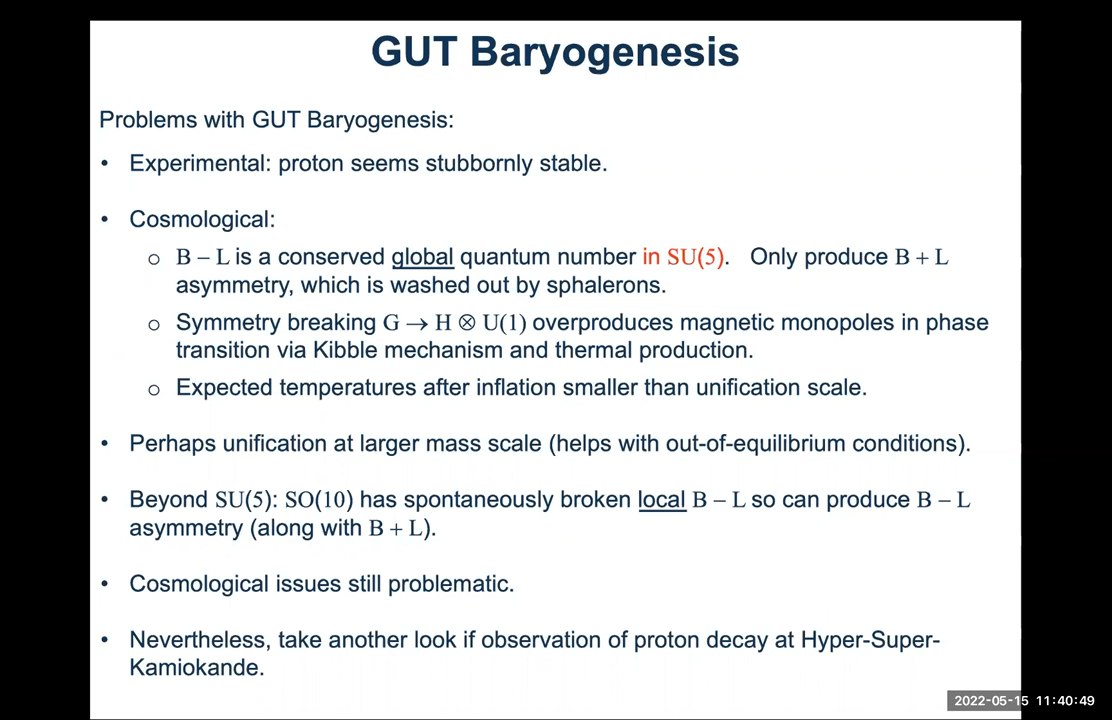 GUT Baryogenesis
Problems with GUT Baryogenesis:
• Experimental: proton seems stubbornly stable.
• Cosmological:
o B – L is a conserved global quantum number in SU(5). Only produce B + L
asymmetry, which is washed out by sphalerons.
o Symmetry breaking G → H ⊗ U(1) overproduces magnetic monopoles in phase
transition via Kibble mechanism and thermal production.
o Expected temperatures after inflation smaller than unification scale.
• Perhaps unification at larger mass scale (helps with out-of-equilibrium conditions).
• Beyond SU(5): SO(10) has spontaneously broken local B – L so can produce B – L
asymmetry (along with B + L).
• Cosmological issues still problematic.
• Nevertheless, take another look if observation of proton decay at Hyper-Super-
Kamiokande.
2022-05-15 11:40:49